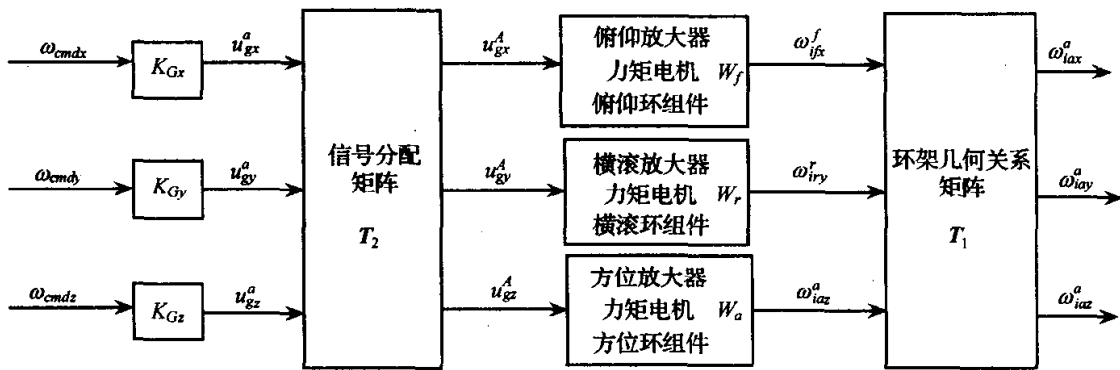 ω_cmdx
K_Gx
u^a_gx
u^A_gx
俯仰放大器
力矩电机 W_f
俯仰环组件
ω^f_ifx
ω^a_iax
ω_cmdy
K_Gy
u^a_gy
信号分配
矩阵
T_2
u^A_gy
横滚放大器
力矩电机 W_r
横滚环组件
ω^r_iry
环架几何关系
矩阵
T_1
ω^a_iay
ω_cmdz
K_Gz
u^a_gz
u^A_gz
方位放大器
力矩电机 W_a
方位环组件
ω^a_iaz
ω^a_iaz